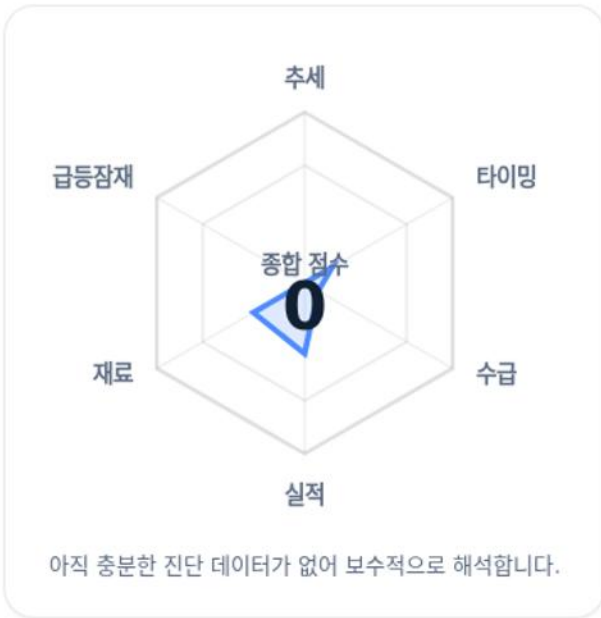 추세
급등잠재
타이밍
종합 점수
0
재료
수급
실적
아직 충분한 진단 데이터가 없어 보수적으로 해석합니다.